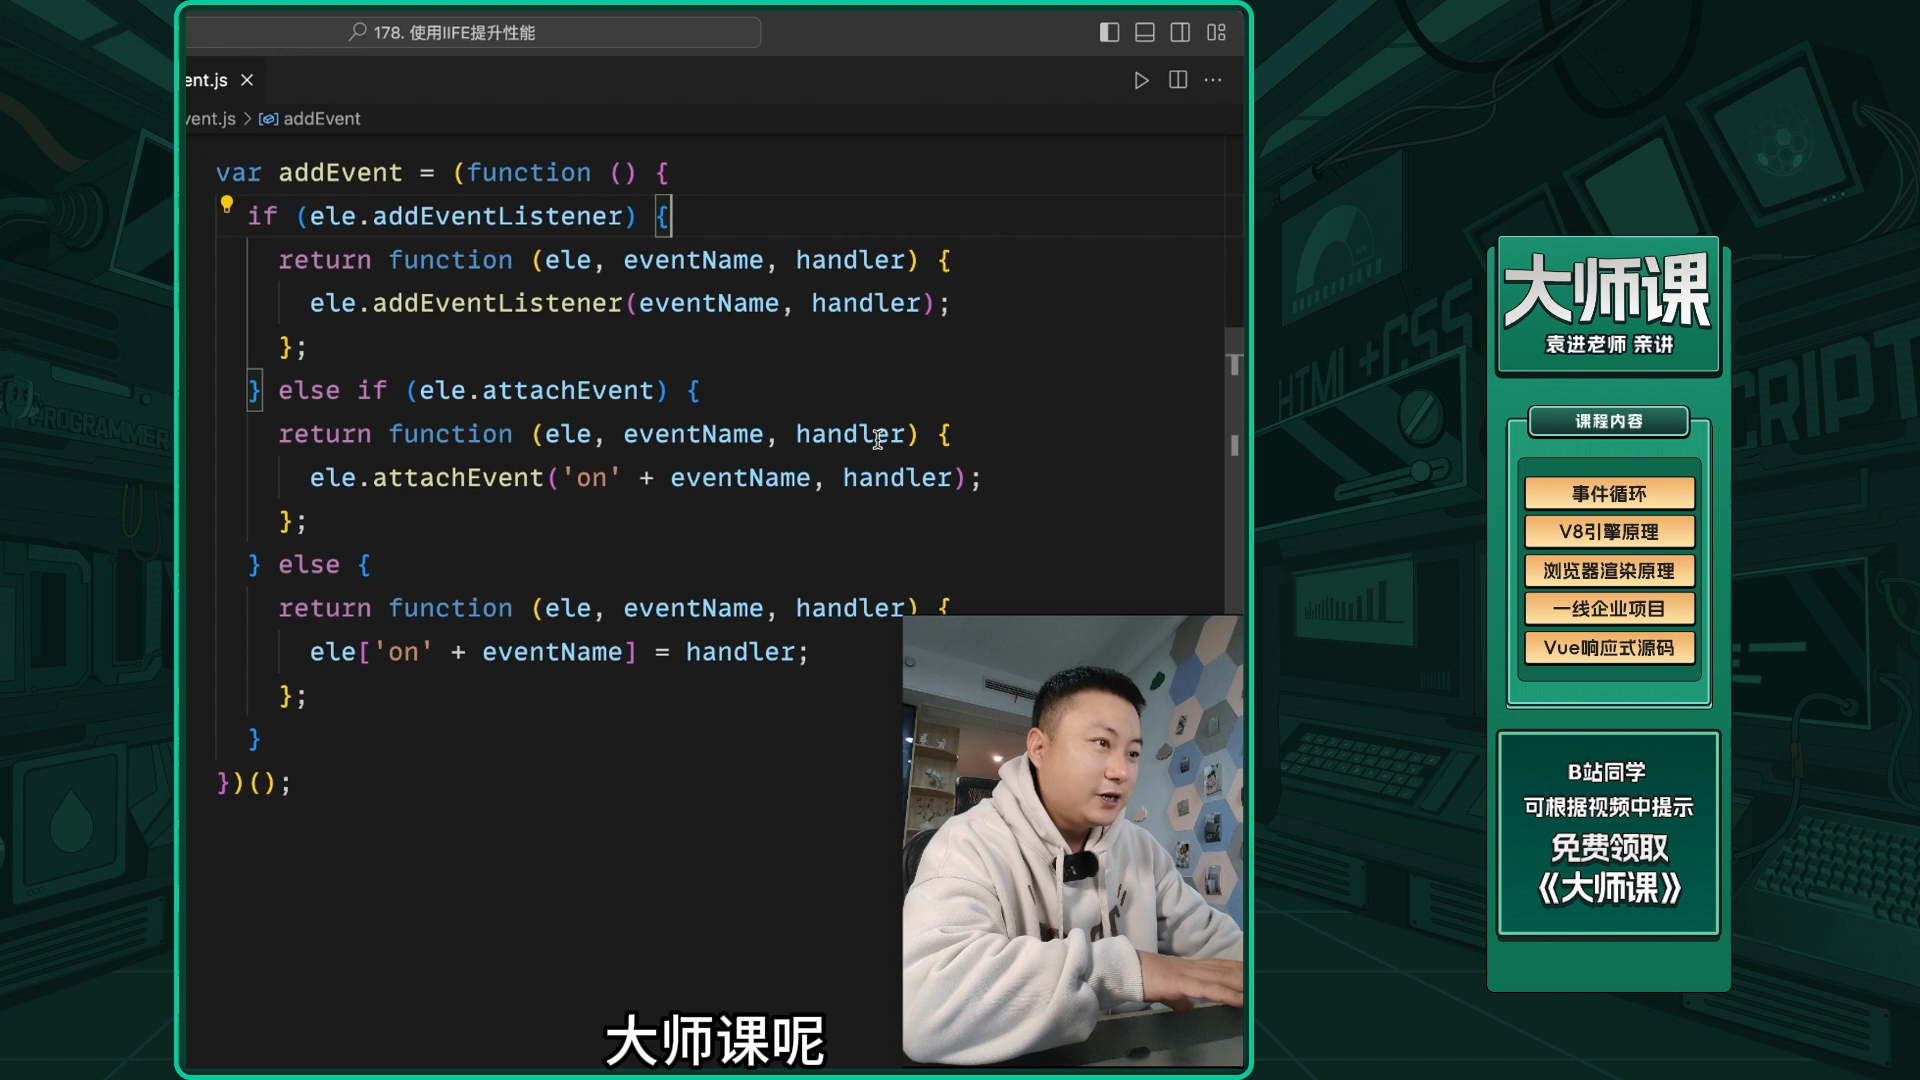 178. 使用IIFE提升性能
ent.js
vent.js > addEvent
var addEvent = (function () {
if (ele.addEventListener) {
return function (ele, eventName, handler) {
ele.addEventListener(eventName, handler);
};
} else if (ele.attachEvent) {
return function (ele, eventName, handler) {
ele.attachEvent('on' + eventName, handler);
};
} else {
return function (ele, eventName, handler) {
ele['on' + eventName] = handler;
};
}
})();
大师课呢
大师课
袁进老师 亲讲
课程内容
事件循环
V8引擎原理
浏览器渲染原理
一线企业项目
Vue响应式源码
B站同学
可根据视频中提示
免费领取
《大师课》
PROGRAMMER
HTML+CSS
CRIPT